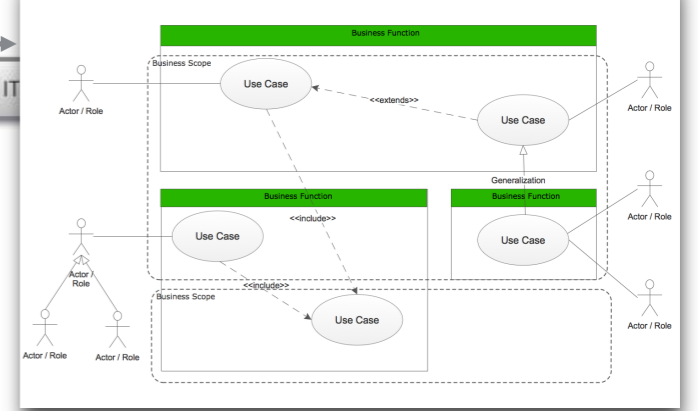 Business Function
Business Scope
IT
Use Case
Actor / Role
<<extends>>
Use Case
Actor / Role
Generalization
Business Function
Business Function
<<include>>
Actor / Role
Use Case
Use Case
Actor /
Role
<<include>>
Business Scope
Use Case
Actor / Role
Actor / Role
Actor / Role